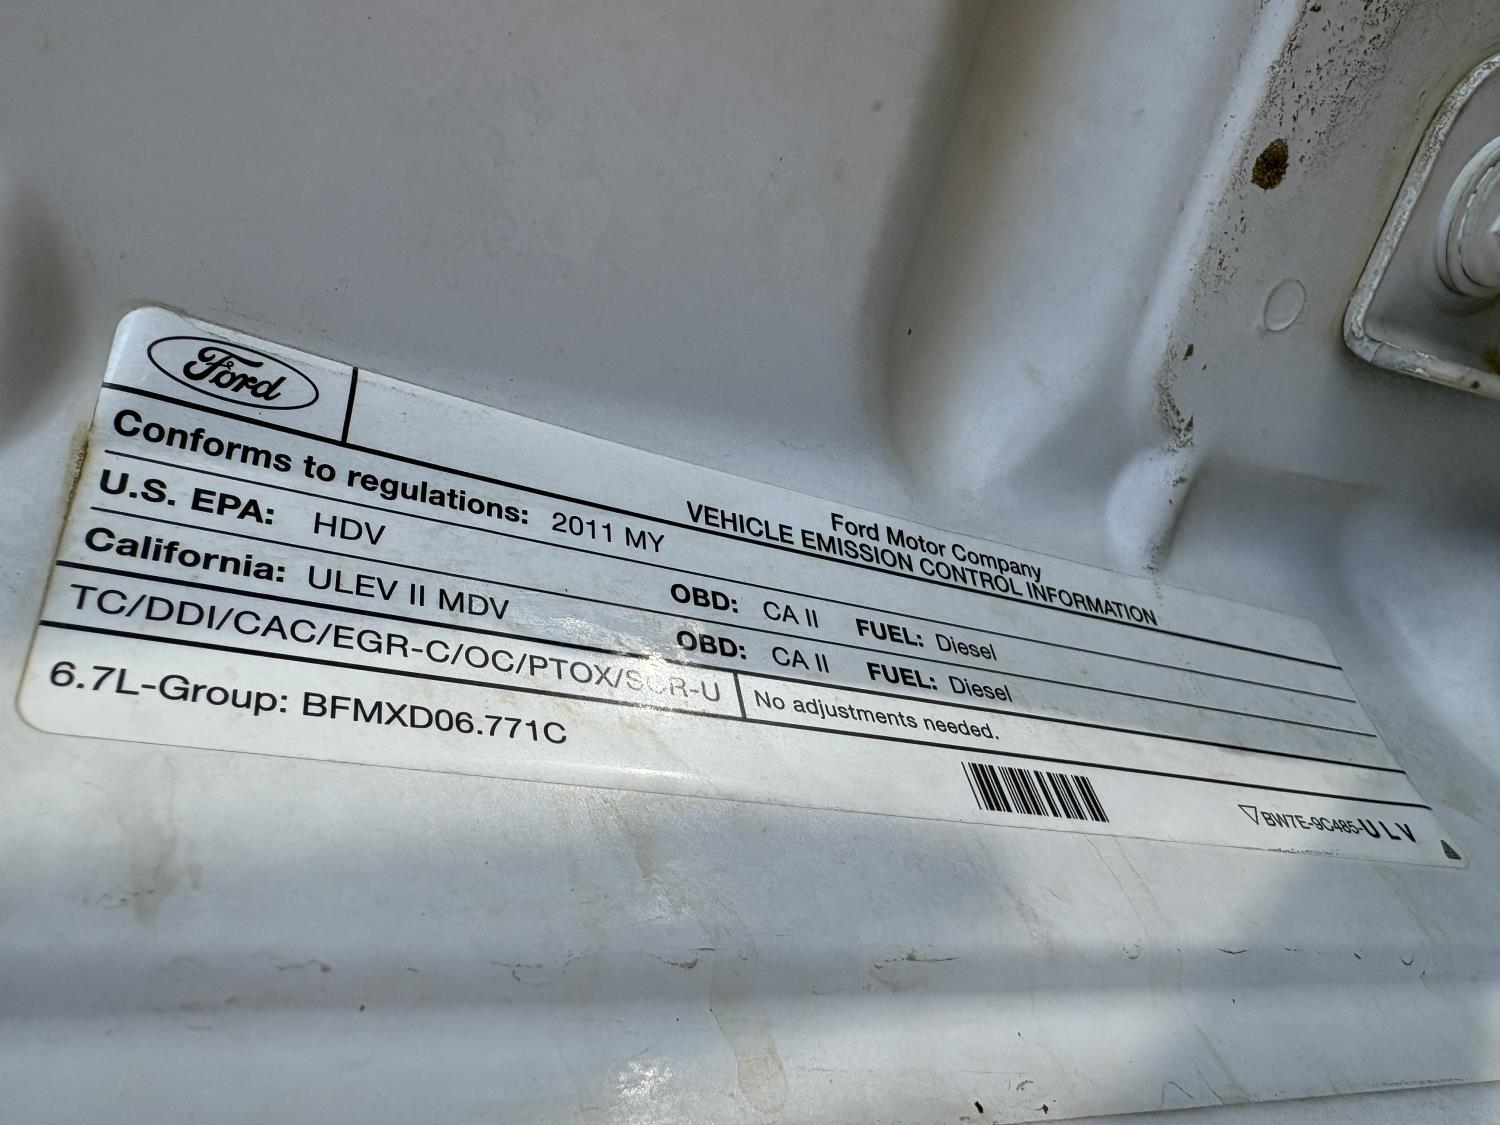 Ford
Ford Motor Company
VEHICLE EMISSION CONTROL INFORMATION
Conforms to regulations: 2011 MY
U.S. EPA: HDV OBD: CA II FUEL: Diesel
California: ULEV II MDV OBD: CA II FUEL: Diesel
TC/DDI/CAC/EGR-C/OC/PTOX/SCR-U No adjustments needed.
6.7L-Group: BFMXD06.771C
BW7E-9C485-ULV